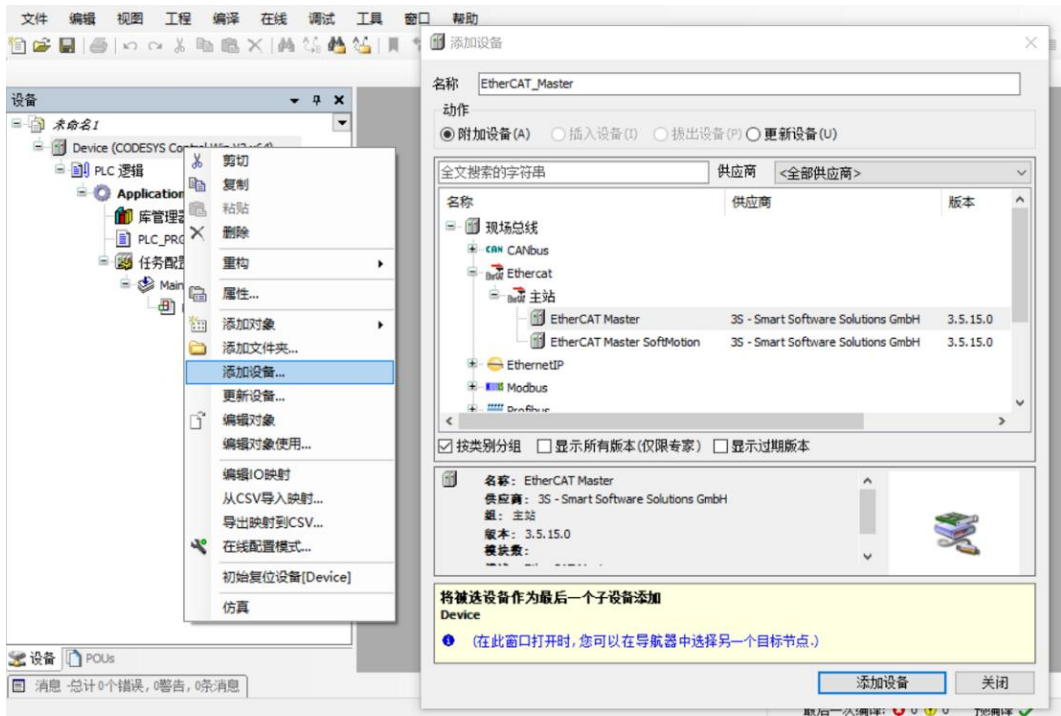 文件 编辑 视图 工程 编译 在线 调试 工具 窗口 帮助
设备
未命名1
Device (CODESYS Control Win V3 x64)
PLC 逻辑
Application
库管理
PLC_PRG
任务配
Main
剪切
复制
粘贴
删除
重构
属性...
添加对象
添加文件夹...
添加设备...
更新设备...
编辑对象
编辑对象使用...
编辑IO映射
从CSV导入映射...
导出映射到CSV...
在线配置模式...
初始复位设备[Device]
仿真
设备 POUs
消息 -总计0个错误,0警告,0条消息
添加设备
名称 EtherCAT_Master
动作
附加设备(A) 插入设备(I) 拔出设备(P) 更新设备(U)
全文搜索的字符串 供应商 <全部供应商>
名称 供应商 版本
现场总线
CAN CANbus
EtherCAT Ethercat
EtherCAT 主站
EtherCAT Master 3S - Smart Software Solutions GmbH 3.5.15.0
EtherCAT Master SoftMotion 3S - Smart Software Solutions GmbH 3.5.15.0
EthernetIP
Modbus
Profibus
按类别分组 显示所有版本(仅限专家) 显示过期版本
名称: EtherCAT Master
供应商: 3S - Smart Software Solutions GmbH
组: 主站
版本: 3.5.15.0
模块数:
将被选设备作为最后一个子设备添加
Device
(在此窗口打开时,您可以在导航器中选择另一个目标节点.)
添加设备 关闭
最后一次编译: 0 0 预编译